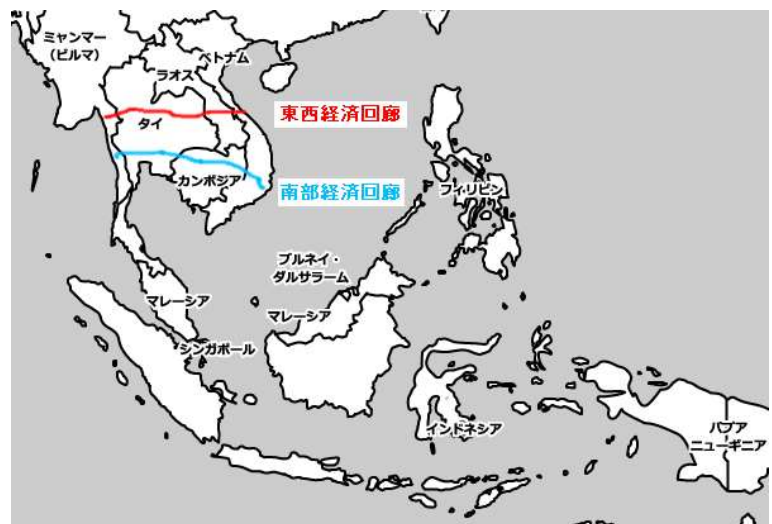 ミャンマー
（ビルマ）
ベトナム
ラオス
東西経済回廊
タイ
カンボジア
南部経済回廊
フィリピン
ブルネイ・
ダルサラーム
マレーシア
マレーシア
シンガポール
インドネシア
パプア
ニューギニア